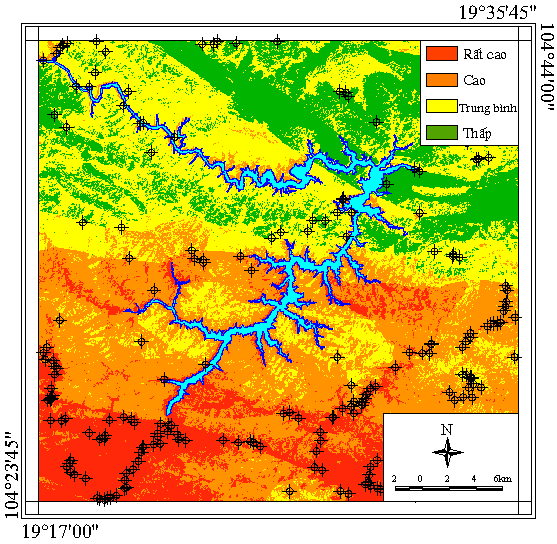 19°35'45"
104°44'00"
Rất cao
Cao
Trung bình
Thấp
N
2 0 2 4 6km
104°23'45"
19°17'00"